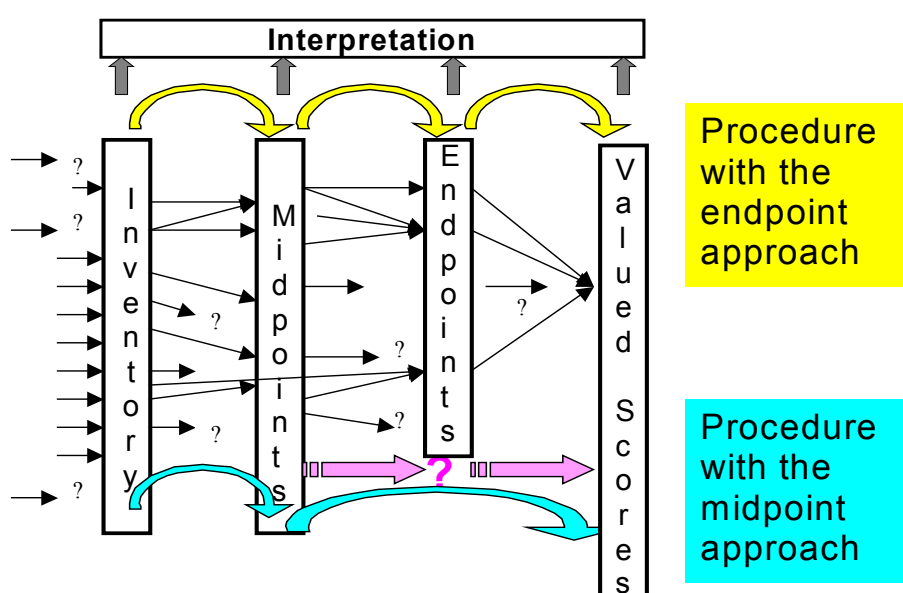 Interpretation
Inventory
Midpoints
Endpoints
Valued Scores
?
?
?
?
?
?
?
?
?
?
Procedure
with the
endpoint
approach
Procedure
with the
midpoint
approach